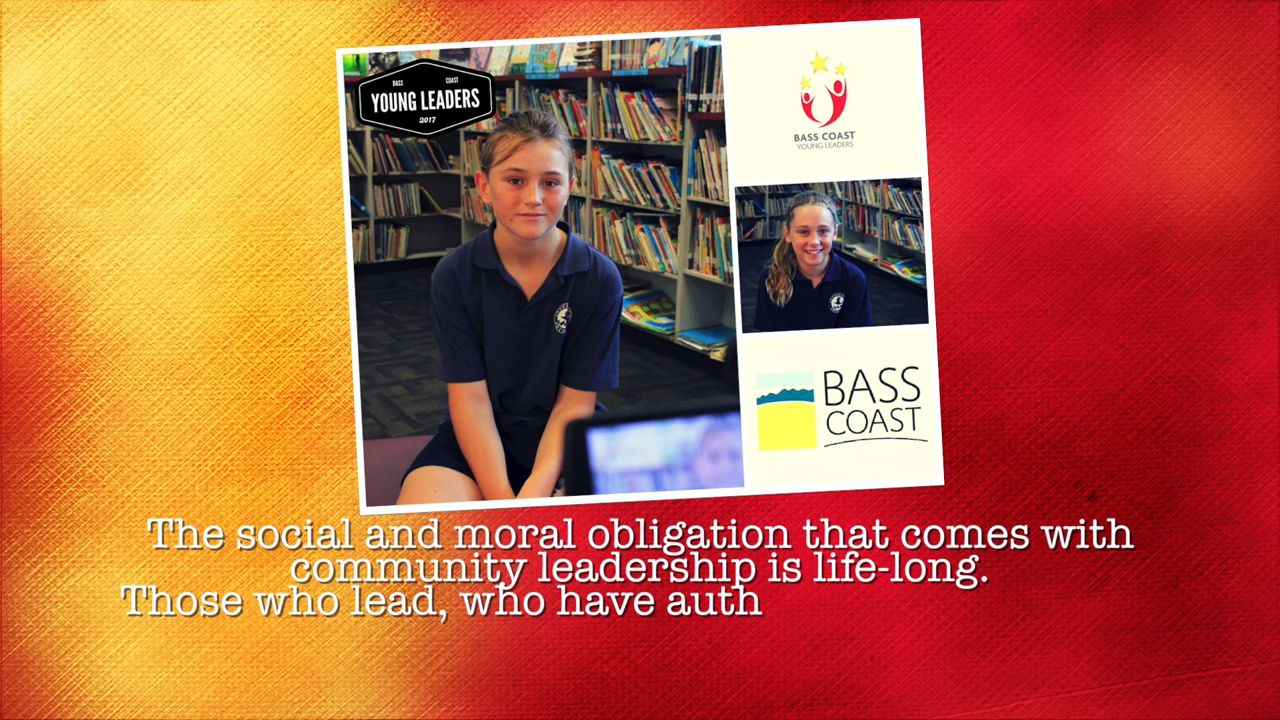 BASS COAST
YOUNG LEADERS
2017
BASS COAST
YOUNG LEADERS
BASS
COAST
The social and moral obligation that comes with
community leadership is life-long.
Those who lead, who have auth